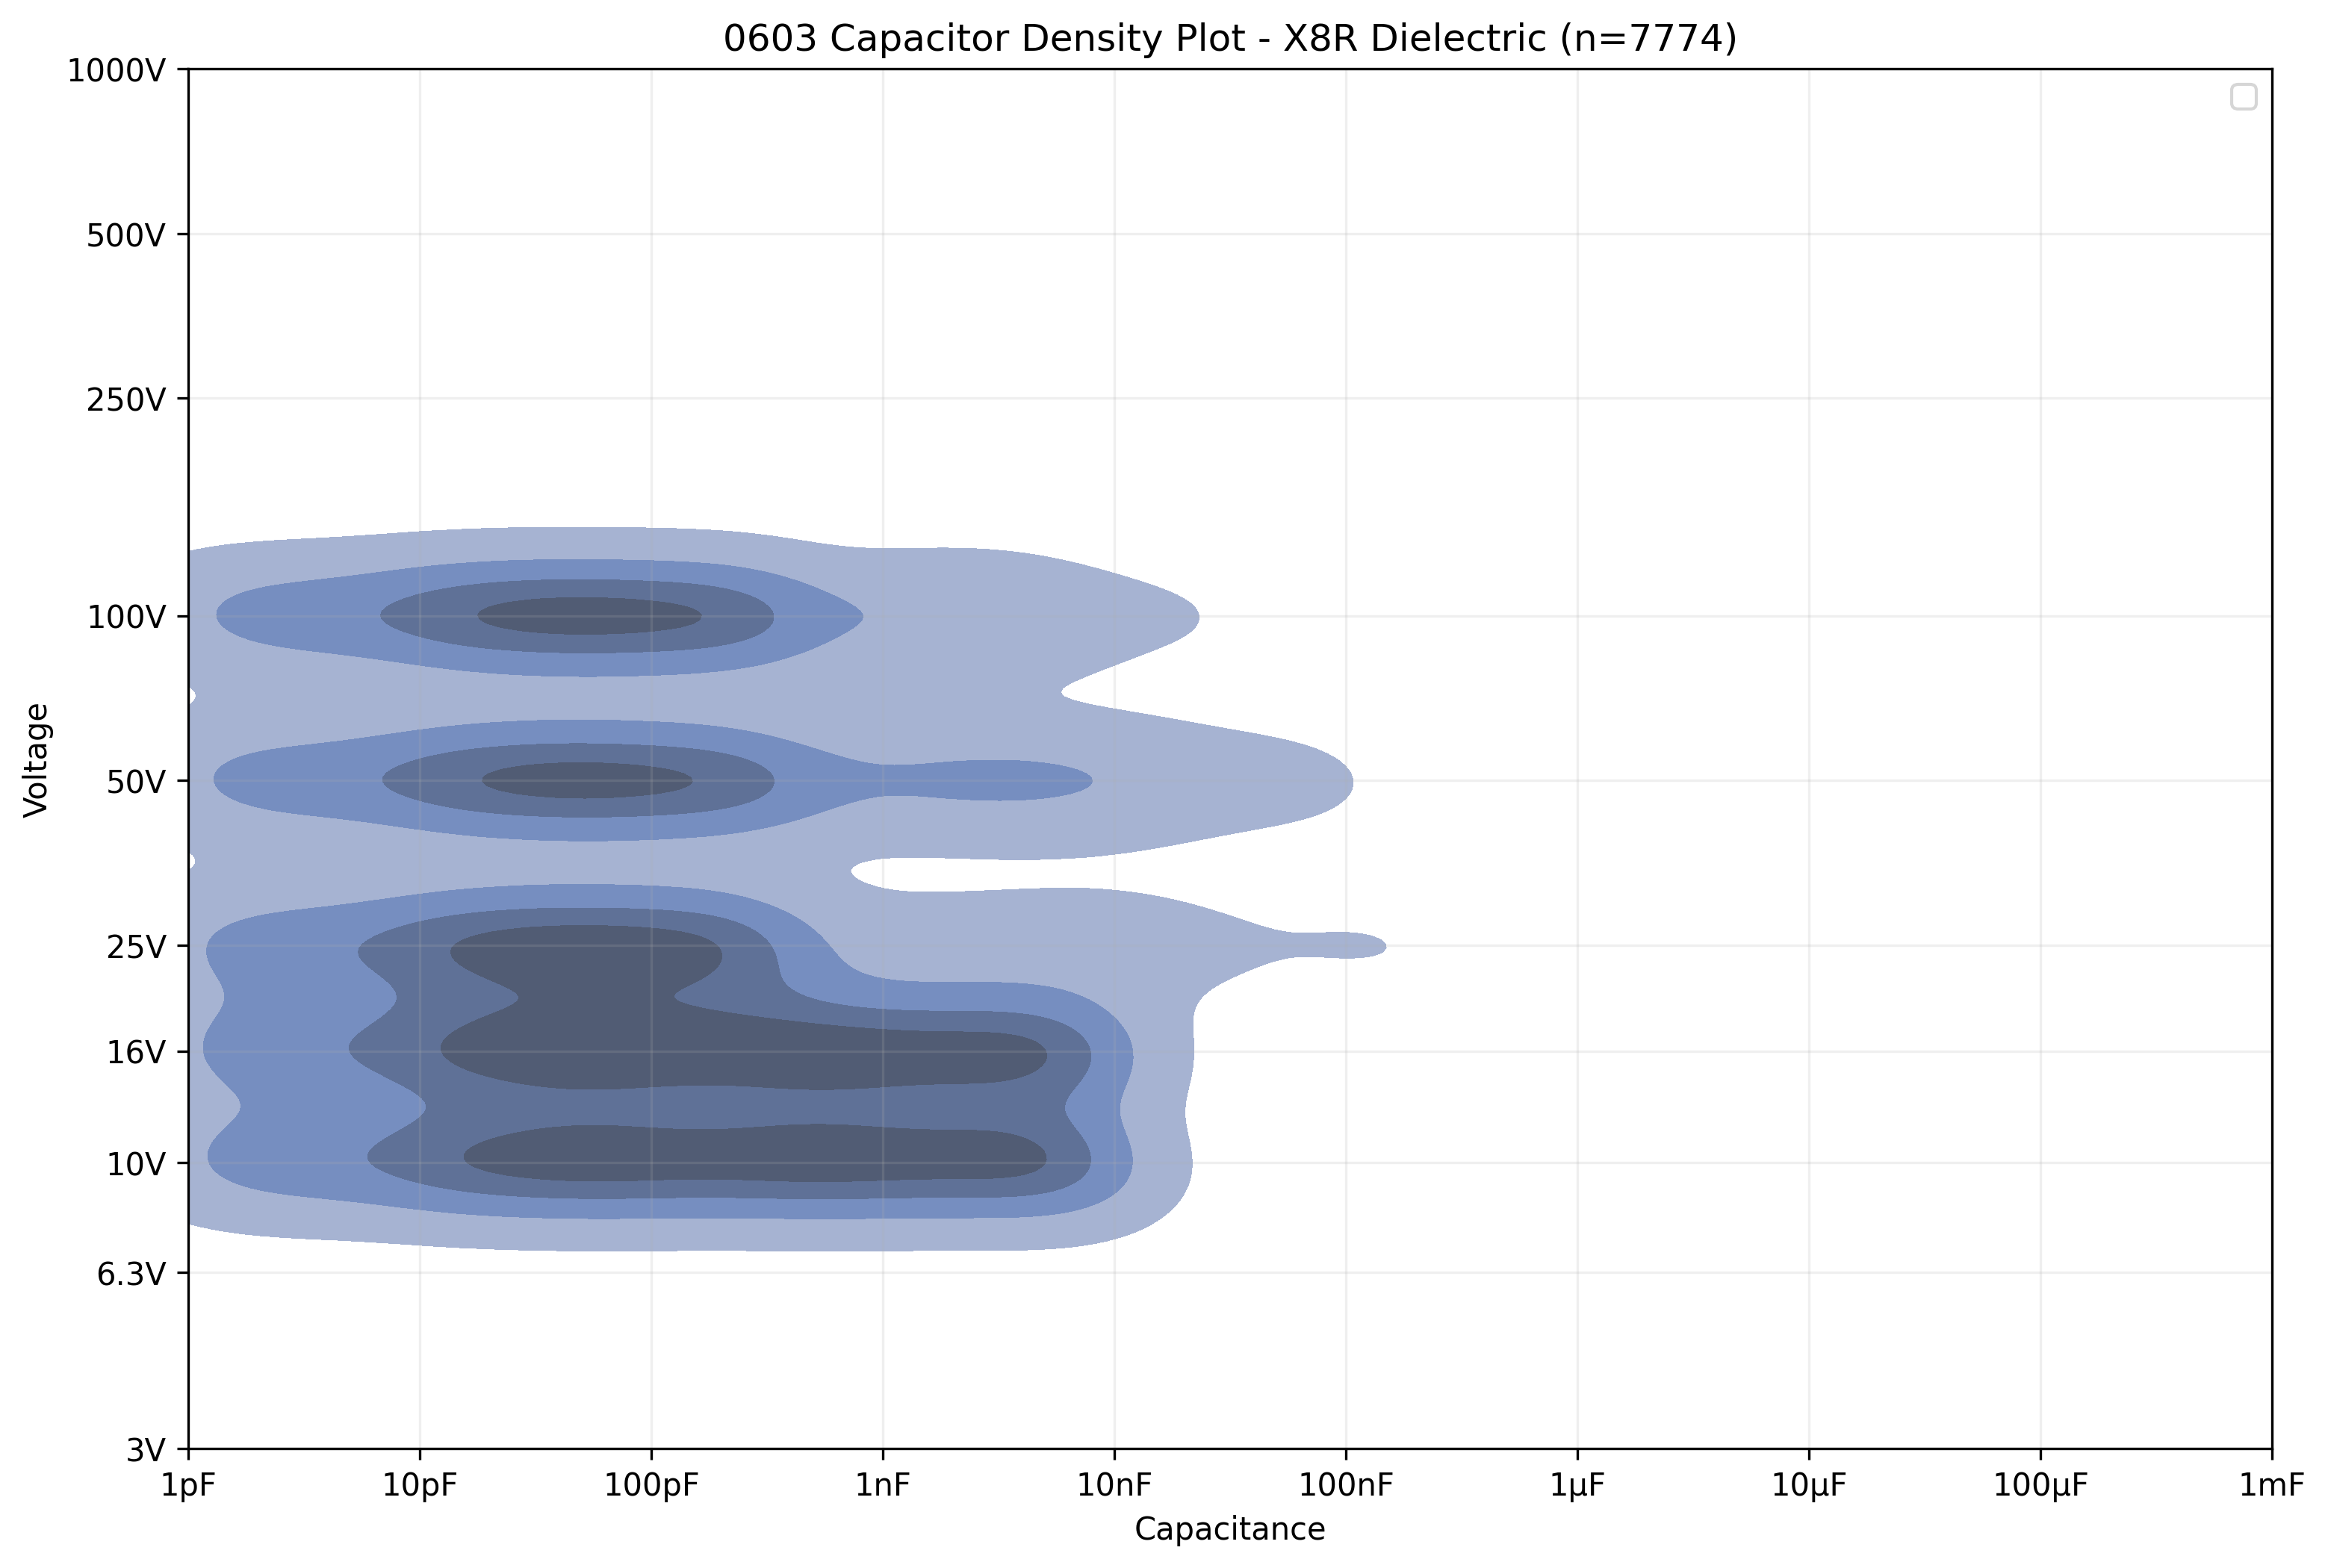 0603 Capacitor Density Plot - X8R Dielectric (n=7774)
1000V
500V
250V
100V
50V
25V
16V
10V
6.3V
3V
Voltage
1pF 10pF 100pF 1nF 10nF 100nF 1μF 10μF 100μF 1mF
Capacitance